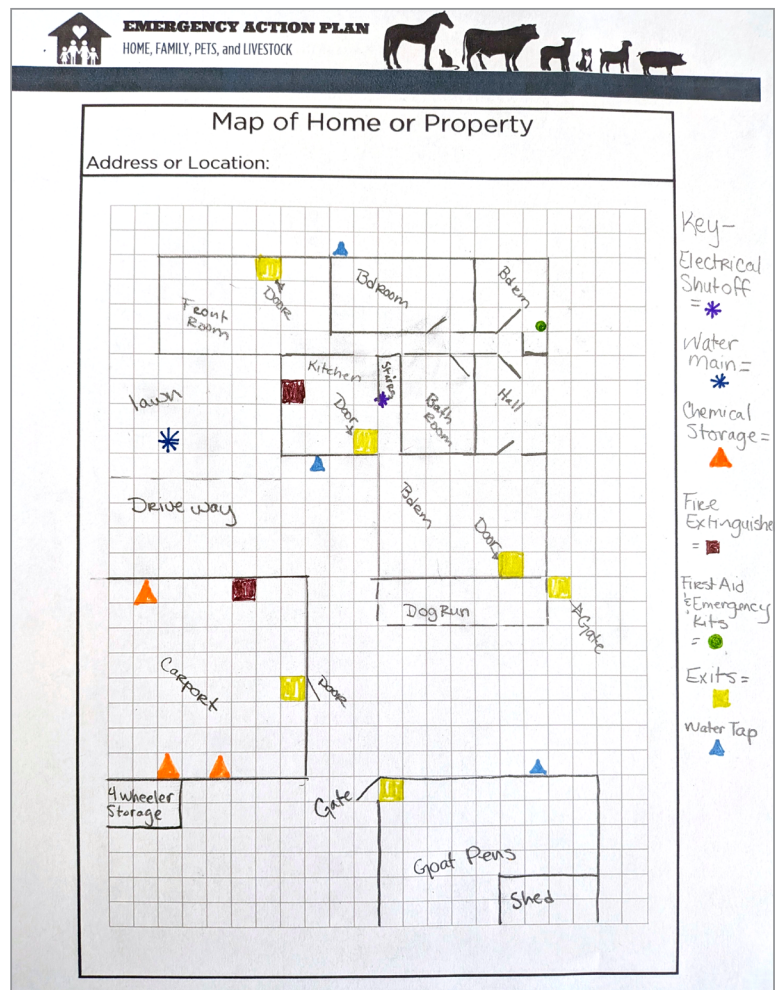 EMERGENCY ACTION PLAN
HOME, FAMILY, PETS, and LIVESTOCK
Map of Home or Property
Address or Location:
Front
Room
Door
Bdroom
Bdrm
Kitchen
Stairs
Door
Bath
Room
Hall
lawn
Drive way
Bdrm
Door
Dog Run
Gate
Carport
Door
4 wheeler
Storage
Gate
Goat Pens
Shed
Key-
Electrical
Shutoff
=
Water
Main=
Chemical
Storage=
Fire
Extinguishe
=
First Aid
& Emergency
Kits
=
Exits=
Water Tap